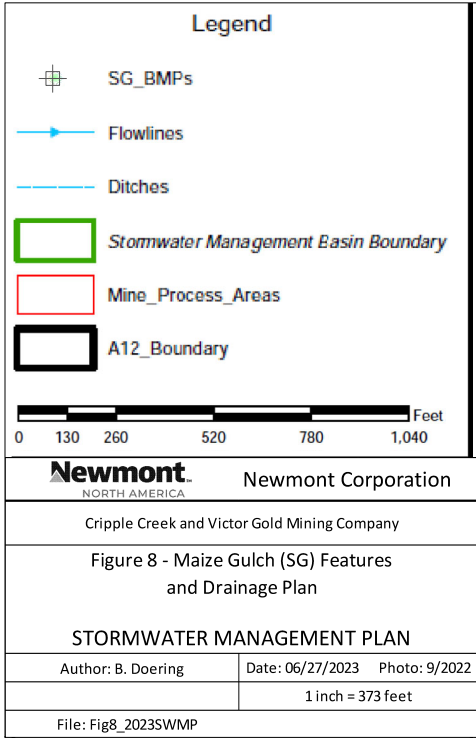 Legend
SG_BMPs
Flowlines
Ditches
Stormwater Management Basin Boundary
Mine_Process_Areas
A12_Boundary
Feet
0 130 260 520 780 1,040
Newmont™ Newmont Corporation
NORTH AMERICA
Cripple Creek and Victor Gold Mining Company
Figure 8 - Maize Gulch (SG) Features
and Drainage Plan
STORMWATER MANAGEMENT PLAN
Author: B. Doering Date: 06/27/2023 Photo: 9/2022
1 inch = 373 feet
File: Fig8_2023SWMP